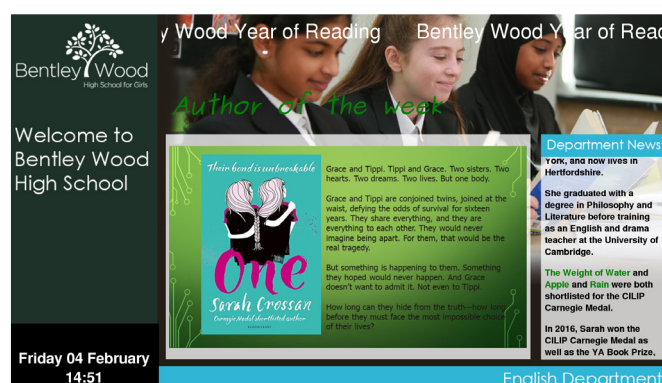 Bentley Wood
High School for Girls
Welcome to
Bentley Wood
High School
Friday 04 February
14:51
y Wood Year of Reading Bentley Wood Year of Read
Author of the week
Their bond is unbreakable
One
Sarah Crossan
Carnegie Medal shortlisted author
BLOOMSBURY
Grace and Tippi. Tippi and Grace. Two sisters. Two
hearts. Two dreams. Two lives. But one body.
Grace and Tippi are conjoined twins, joined at the
waist, defying the odds of survival for sixteen
years. They share everything, and they are
everything to each other. They would never
imagine being apart. For them, that would be the
real tragedy.
But something is happening to them. Something
they hoped would never happen. And Grace
doesn't want to admit it. Not even to Tippi.
How long can they hide from the truth—how long
before they must face the most impossible choice
of their lives?
Department News
York, and now lives in
Hertfordshire.
She graduated with a
degree in Philosophy and
Literature before training
as an English and drama
teacher at the University of
Cambridge.
The Weight of Water and
Apple and Rain were both
shortlisted for the CILIP
Carnegie Medal.
In 2016, Sarah won the
CILIP Carnegie Medal as
well as the YA Book Prize,
English Department